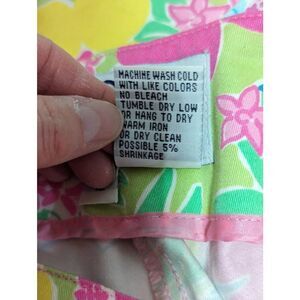 MACHINE WASH COLD
WITH LIKE COLORS
NO BLEACH
TUMBLE DRY LOW
OR HANG TO DRY
WARM IRON
OR DRY CLEAN
POSSIBLE 5%
SHRINKAGE